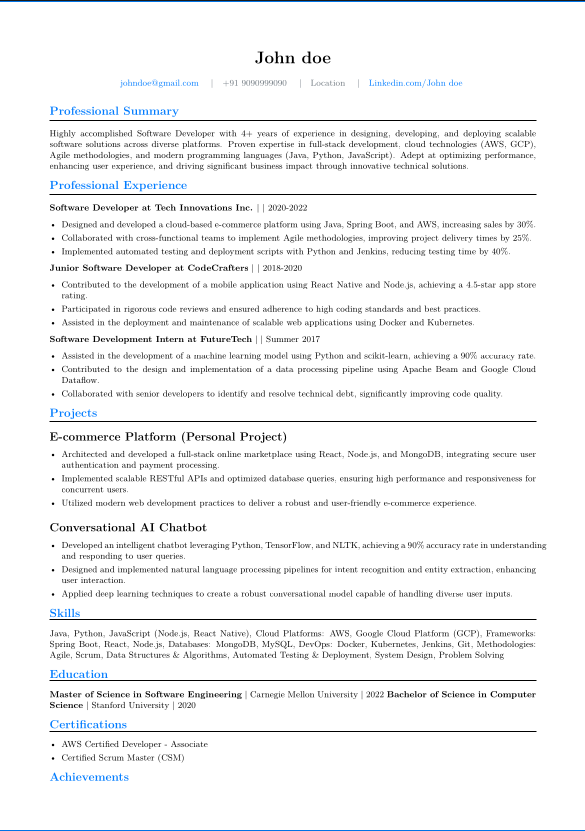 John doe
johndoe@gmail.com | +91 9090999090 | Location | Linkedin.com/John doe
Professional Summary
Highly accomplished Software Developer with 4+ years of experience in designing, developing, and deploying scalable
software solutions across diverse platforms. Proven expertise in full-stack development, cloud technologies (AWS, GCP),
Agile methodologies, and modern programming languages (Java, Python, JavaScript). Adept at optimizing performance,
enhancing user experience, and driving significant business impact through innovative technical solutions.
Professional Experience
Software Developer at Tech Innovations Inc. | | 2020-2022
• Designed and developed a cloud-based e-commerce platform using Java, Spring Boot, and AWS, increasing sales by 30%.
• Collaborated with cross-functional teams to implement Agile methodologies, improving project delivery times by 25%.
• Implemented automated testing and deployment scripts with Python and Jenkins, reducing testing time by 40%.
Junior Software Developer at CodeCrafters | | 2018-2020
• Contributed to the development of a mobile application using React Native and Node.js, achieving a 4.5-star app store
rating.
• Participated in rigorous code reviews and ensured adherence to high coding standards and best practices.
• Assisted in the deployment and maintenance of scalable web applications using Docker and Kubernetes.
Software Development Intern at FutureTech | | Summer 2017
• Assisted in the development of a machine learning model using Python and scikit-learn, achieving a 90% accuracy rate.
• Contributed to the design and implementation of a data processing pipeline using Apache Beam and Google Cloud
Dataflow.
• Collaborated with senior developers to identify and resolve technical debt, significantly improving code quality.
Projects
E-commerce Platform (Personal Project)
• Architected and developed a full-stack online marketplace using React, Node.js, and MongoDB, integrating secure user
authentication and payment processing.
• Implemented scalable RESTful APIs and optimized database queries, ensuring high performance and responsiveness for
concurrent users.
• Utilized modern web development practices to deliver a robust and user-friendly e-commerce experience.
Conversational AI Chatbot
• Developed an intelligent chatbot leveraging Python, TensorFlow, and NLTK, achieving a 90% accuracy rate in understanding
and responding to user queries.
• Designed and implemented natural language processing pipelines for intent recognition and entity extraction, enhancing
user interaction.
• Applied deep learning techniques to create a robust conversational model capable of handling diverse user inputs.
Skills
Java, Python, JavaScript (Node.js, React Native), Cloud Platforms: AWS, Google Cloud Platform (GCP), Frameworks:
Spring Boot, React, Node.js, Databases: MongoDB, MySQL, DevOps: Docker, Kubernetes, Jenkins, Git, Methodologies:
Agile, Scrum, Data Structures & Algorithms, Automated Testing & Deployment, System Design, Problem Solving
Education
Master of Science in Software Engineering | Carnegie Mellon University | 2022 Bachelor of Science in Computer
Science | Stanford University | 2020
Certifications
• AWS Certified Developer - Associate
• Certified Scrum Master (CSM)
Achievements